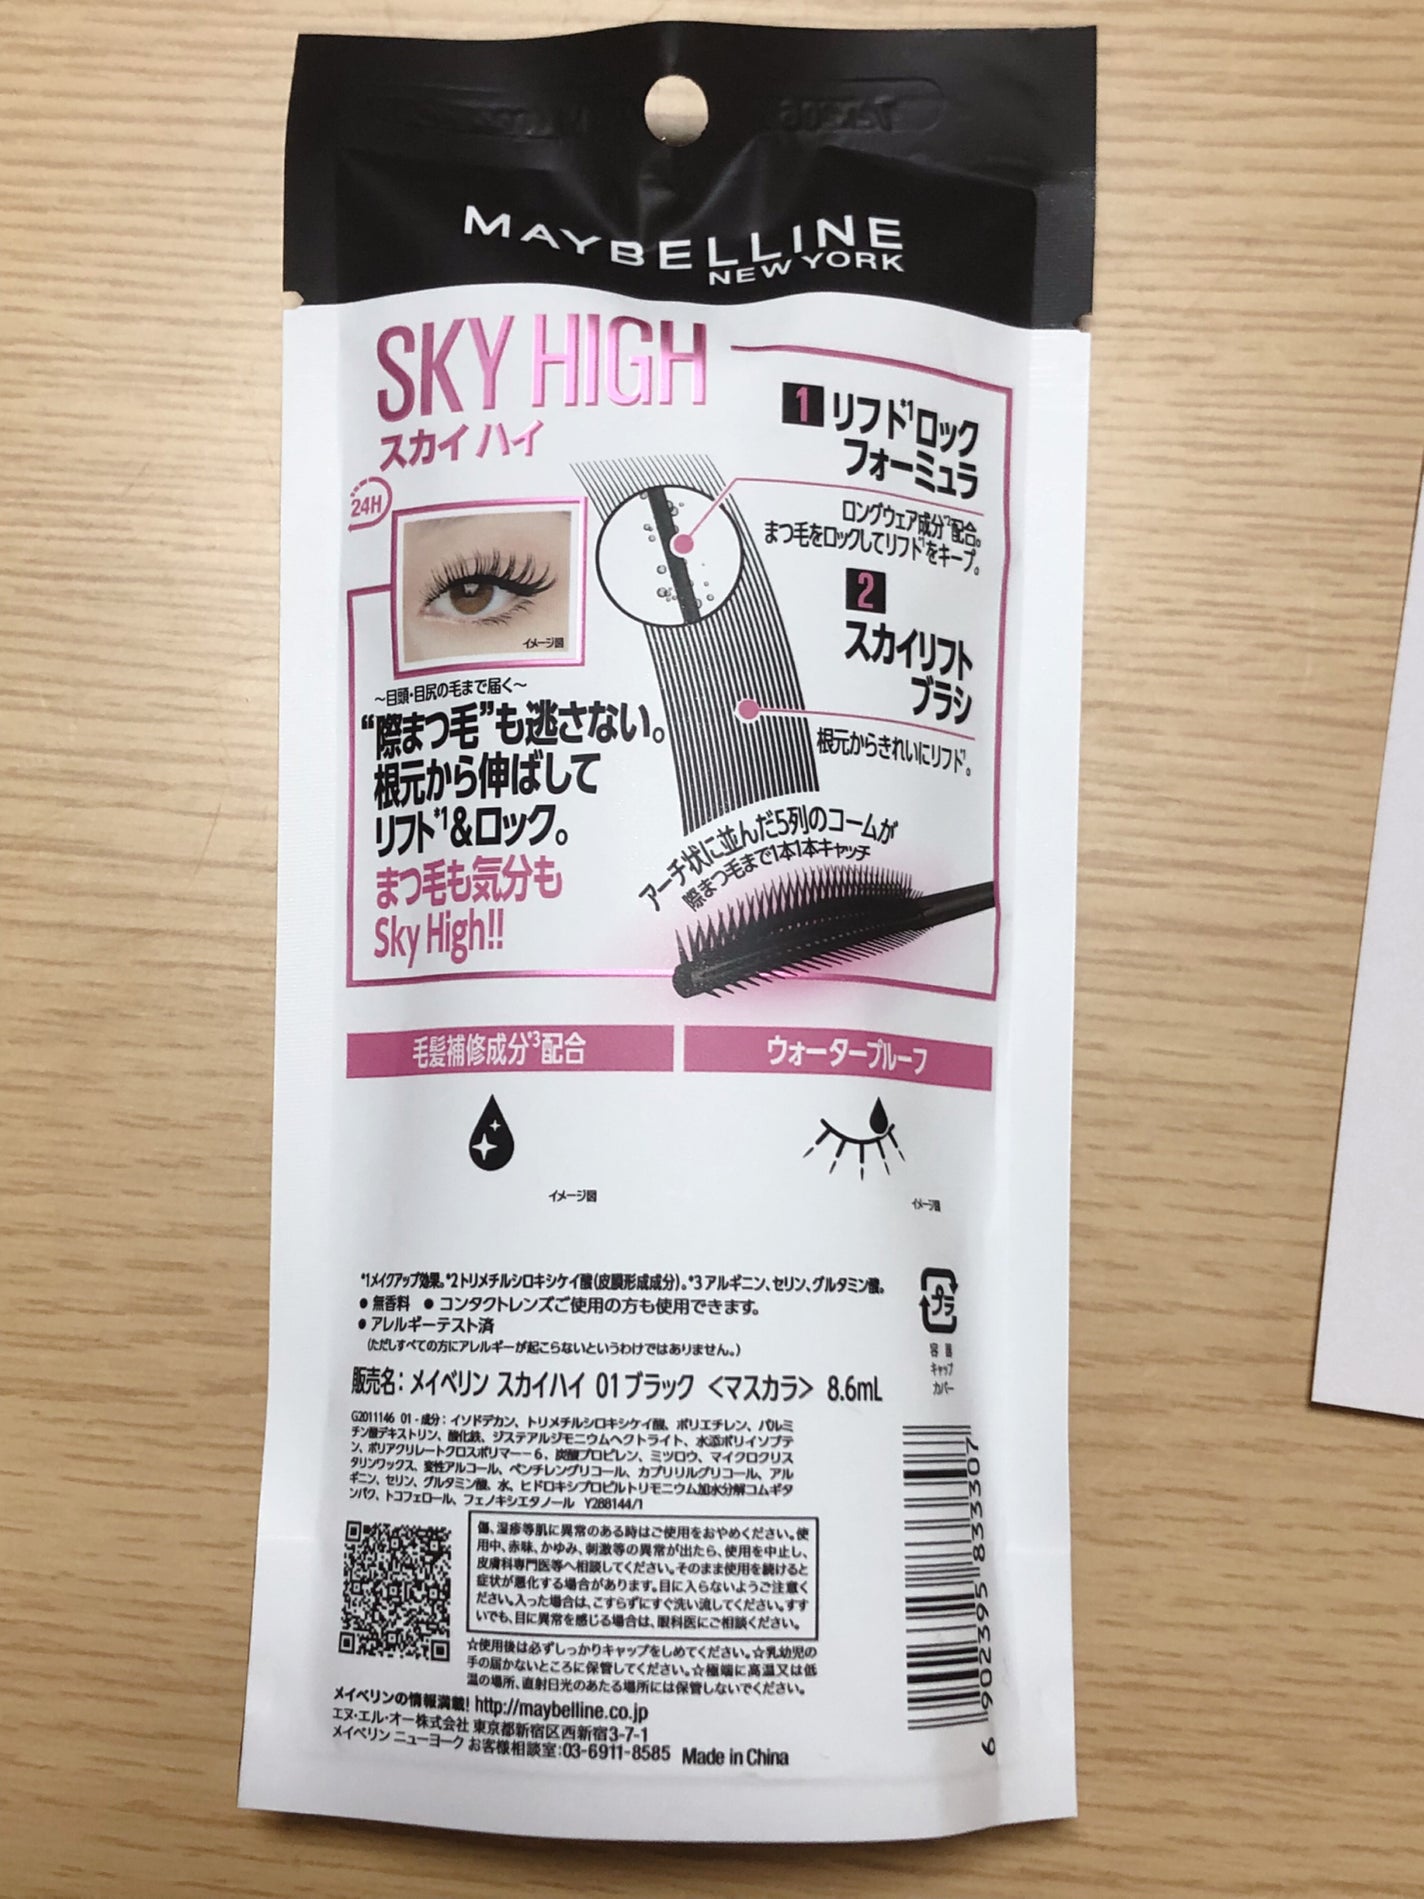 MAYBELLINE
NEW YORK
SKY HIGH
スカイ ハイ
24H
イメージ図
～目頭・目尻の毛まで届く～
“際まつ毛”も逃さない。
根元から伸ばして
リフト*1&ロック。
まつ毛も気分も
Sky High!!
1 リフト*1ロック
フォーミュラ
ロングウェア成分*2配合。
まつ毛をロックしてリフト*1をキープ。
2
スカイリフト
ブラシ
根元からきれいにリフト*1。
アーチ状に並んだ5列のコームが
際まつ毛まで1本1本キャッチ
毛髪補修成分*3配合
ウォータープルーフ
イメージ図
イメージ図
*1メイクアップ効果。*2トリメチルシロキシケイ酸(皮膜形成成分)。*3 アルギニン、セリン、グルタミン酸。
● 無香料 ● コンタクトレンズご使用の方も使用できます。
● アレルギーテスト済
(ただしすべての方にアレルギーが起こらないというわけではありません。)
プラ
容器
キャップ
カバー
販売名: メイベリン スカイハイ 01 ブラック <マスカラ> 8.6mL
G2011146 01 - 成分: イソドデカン、トリメチルシロキシケイ酸、ポリエチレン、パルミ
チン酸デキストリン、酸化鉄、ジステアルジモニウムヘクトライト、水添ポリイソブテ
ン、ポリアクリレートクロスポリマー－6、炭酸プロピレン、ミツロウ、マイクロクリス
タリンワックス、変性アルコール、ペンチレングリコール、カプリリルグリコール、アル
ギニン、セリン、グルタミン酸、水、ヒドロキシプロピルトリモニウム加水分解コムギタ
ンパク、トコフェロール、フェノキシエタノール Y288144/1
傷、湿疹等肌に異常のある時はご使用をおやめください。使
用中、赤味、かゆみ、刺激等の異常が出たら、使用を中止し、
皮膚科専門医等へ相談してください。そのまま使用を続けると
症状が悪化する場合があります。目に入らないようご注意く
ださい。入った場合は、こすらずにすぐ洗い流してください。すす
いでも、目に異常を感じる場合は、眼科医にご相談ください。
☆使用後は必ずしっかりキャップをしめてください。☆乳幼児の
手の届かないところに保管してください。☆極端に高温又は低
温の場所、直射日光のあたる場所には保管しないでください。
メイベリンの情報満載! http://maybelline.co.jp
エヌ・エル・オー株式会社 東京都新宿区西新宿3-7-1
メイベリン ニューヨーク お客様相談室:03-6911-8585 Made in China
6 902395 833307